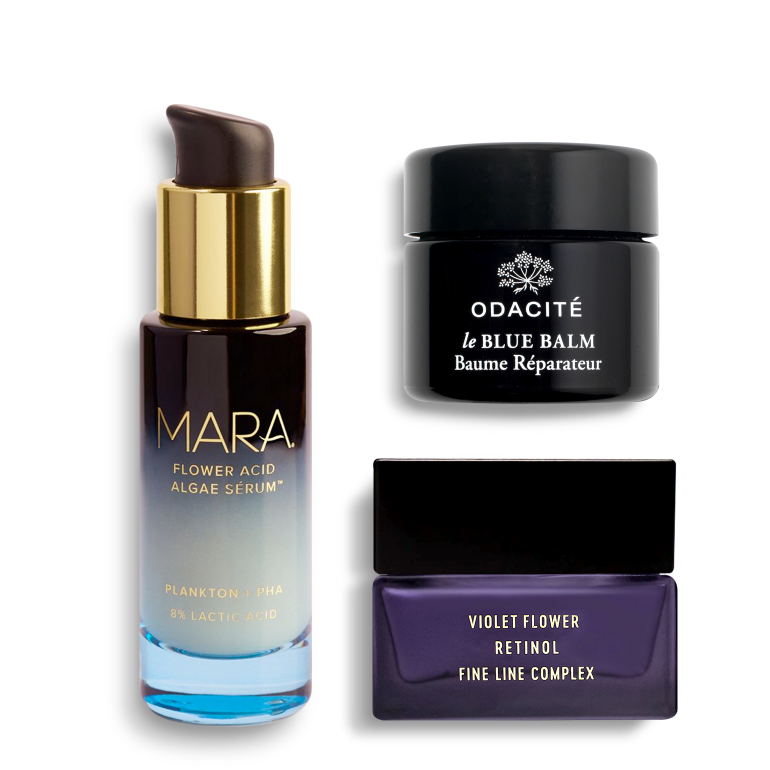 MARA.
FLOWER ACID
ALGAE SÉRUM™
PLANKTON + PHA
8% LACTIC ACID
ODACITÉ
le BLUE BALM
Baume Réparateur
VIOLET FLOWER
RETINOL
FINE LINE COMPLEX